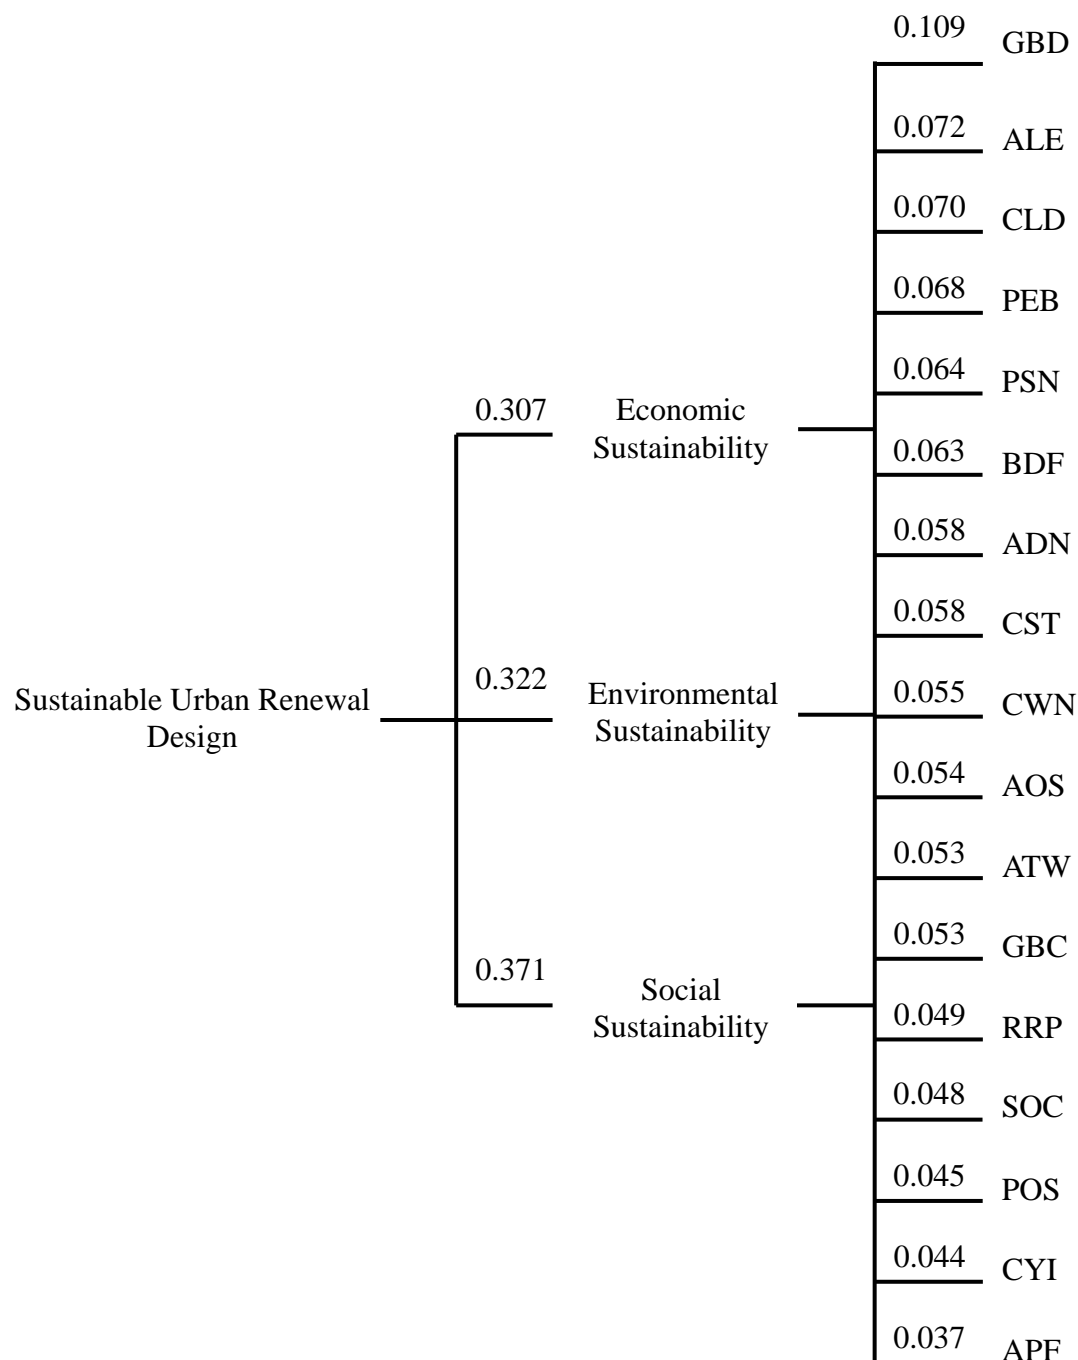 0.109 GBD
0.072 ALE
0.070 CLD
0.068 PEB
0.064 PSN
0.307
Economic
Sustainability
0.063 BDF
0.058 ADN
0.058 CST
Sustainable Urban Renewal
Design
0.322
Environmental
Sustainability
0.055 CWN
0.054 AOS
0.053 ATW
0.053 GBC
0.371
Social
Sustainability
0.049 RRP
0.048 SOC
0.045 POS
0.044 CYI
0.037 APF